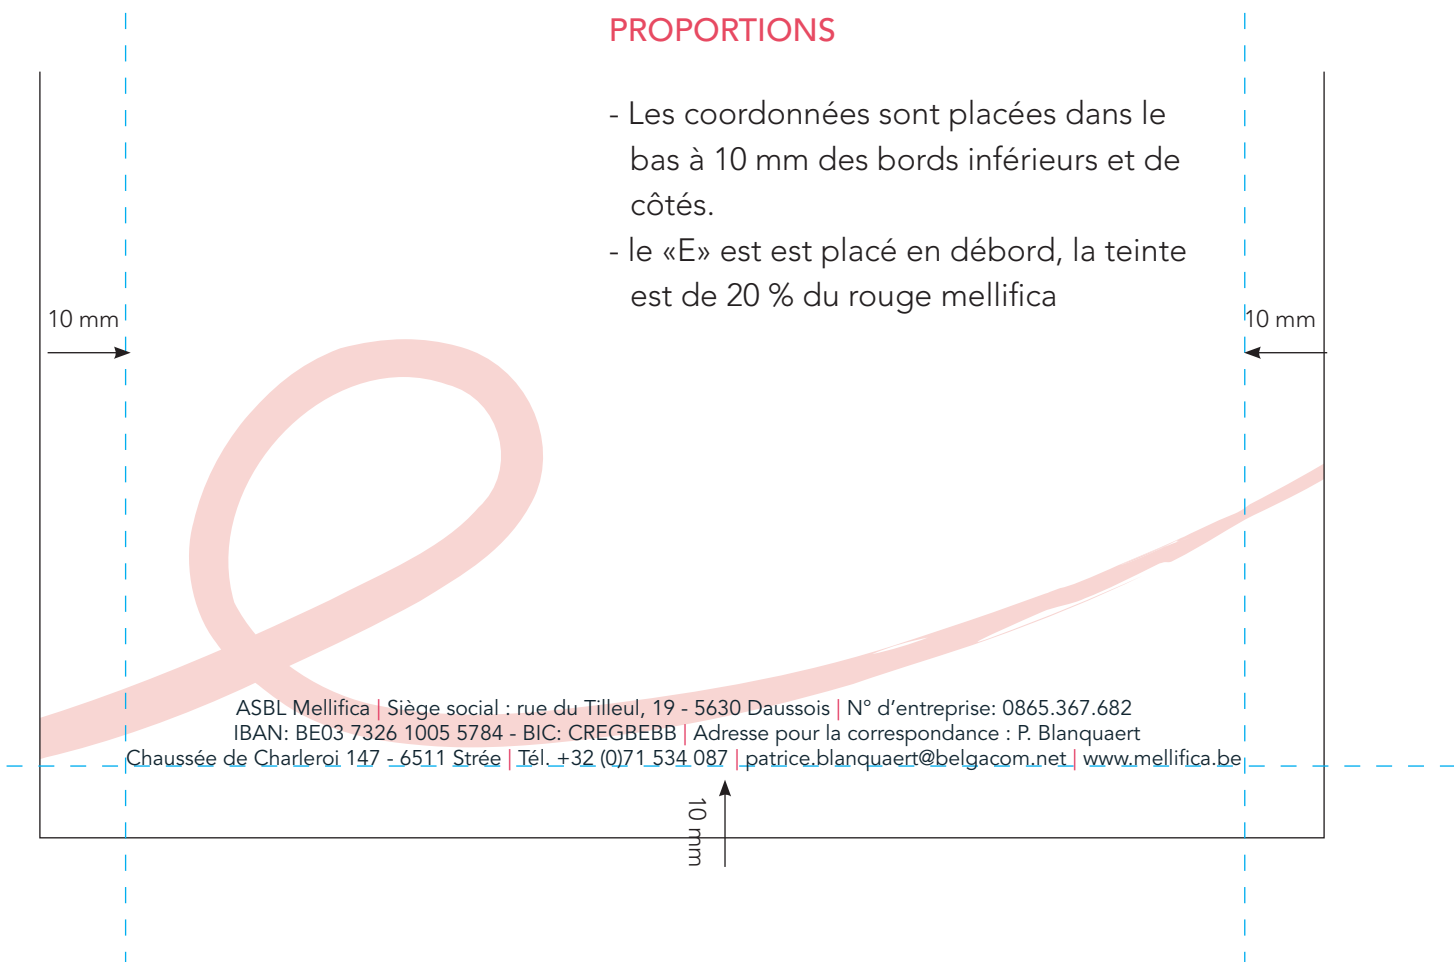 PROPORTIONS
- Les coordonnées sont placées dans le
bas à 10 mm des bords inférieurs et de
côtés.
- le «E» est est placé en débord, la teinte
est de 20 % du rouge mellifica
10 mm
10 mm
ASBL Mellifica | Siège social : rue du Tilleul, 19 - 5630 Daussois | N° d’entreprise: 0865.367.682
IBAN: BE03 7326 1005 5784 - BIC: CREGBEBB | Adresse pour la correspondance : P. Blanquaert
Chaussée de Charleroi 147 - 6511 Strée | Tél. +32 (0)71 534 087 | patrice.blanquaert@belgacom.net | www.mellifica.be
10 mm